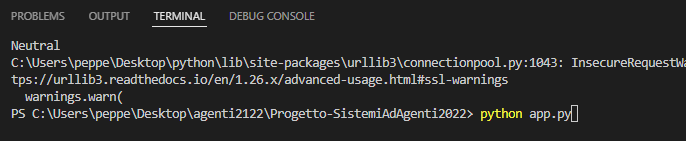 PROBLEMS OUTPUT TERMINAL DEBUG CONSOLE
Neutral
C:\Users\peppe\Desktop\python\lib\site-packages\urllib3\connectionpool.py:1043: InsecureRequestWa
tps://urllib3.readthedocs.io/en/1.26.x/advanced-usage.html#ssl-warnings
  warnings.warn(
PS C:\Users\peppe\Desktop\agenti2122\Progetto-SistemiAdAgenti2022> python app.py